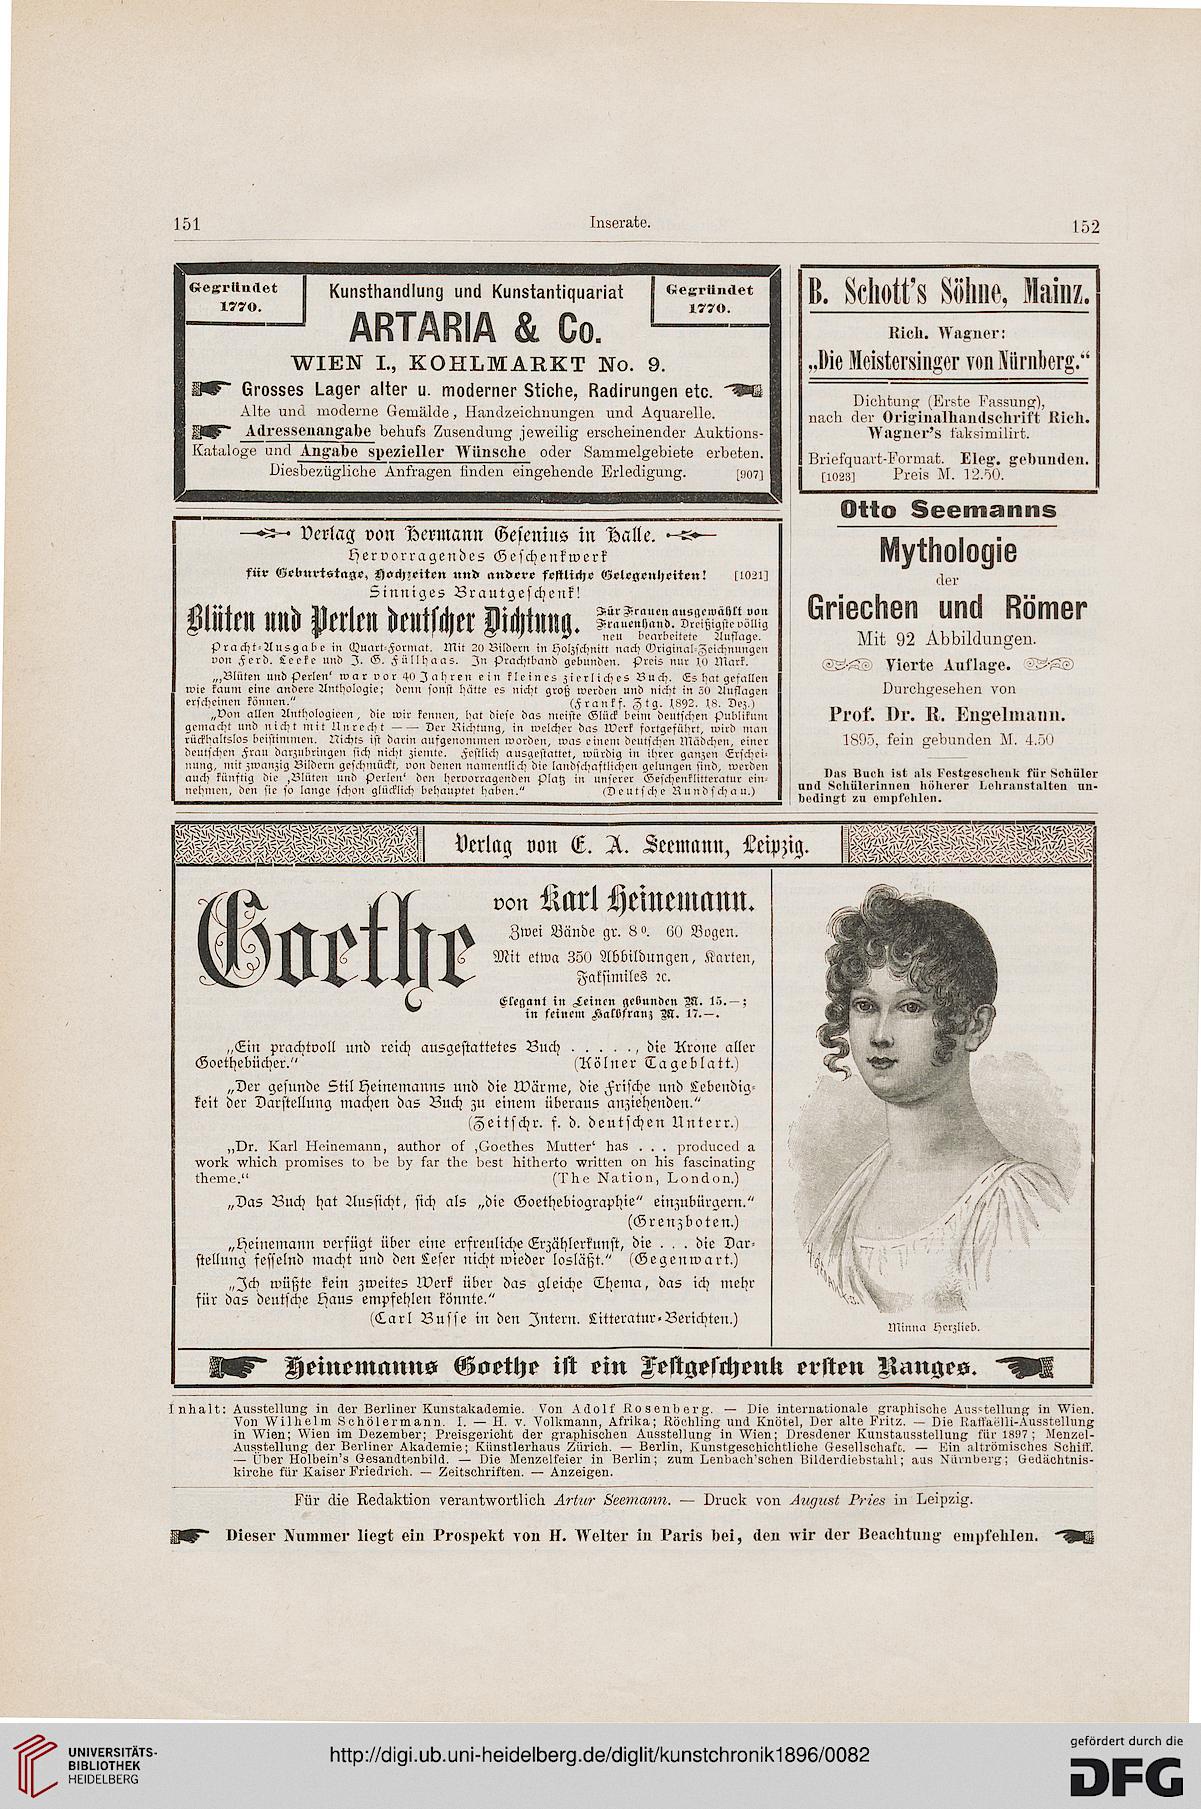 151
Inserate.
152
Gegründet
1770.
Kunsthandlung und Kunstantiquariat
Gegründet
1770.
ARTARIA & Co.
WIEN I., KOHLMARKT No. 9.
Grosses Lager alter u. moderner Stiche, Radirungen etc.
Alte und moderne Gemälde, Handzeichnungen und Aquarelle.
Adressenangabe behufs Zusendung jeweilig erscheinender Auktions-
Kataloge und Angabe spezieller Wünsche oder Sammelgebiete erbeten.
Diesbezügliche Anfragen finden eingehende Erledigung. [907]
Verlag von Hermann Gesenius in Halle.
Hervorragendes Geschenkwerk
für Geburtstage, Hochzeiten und andere festliche Gelegenheiten! [1021]
Sinniges Brautgeschenk!
Blüten und Perlen deutscher Dichtung.
Für Frauen ausgewählt von
Frauenhand. Dreißigste völlig
neu bearbeitete Auflage.
Pracht-Ausgabe in Quart-Format. Mit 20 Bildern in Holzschnitt nach Original-Zeichnungen
von Ferd. Leeke und J. G. Füllhaas. In Prachtband gebunden. Preis nur 10 Mark.
„‚Blüten und Perlen‘ war vor 40 Jahren ein kleines zierliches Buch. Es hat gefallen
wie kaum eine andere Anthologie; denn sonst hätte es nicht groß werden und nicht in 30 Auflagen
erscheinen können.“ (Frankf. Ztg. 1892. 18. Dez.)
„Von allen Anthologieen, die wir kennen, hat diese das meiste Glück beim deutschen Publikum
gemacht und nicht mit Unrecht — — Der Richtung, in welcher das Werk fortgeführt, wird man
rückhaltslos beistimmen. Nichts ist darin aufgenommen worden, was einem deutschen Mädchen, einer
deutschen Frau darzubringen sich nicht ziemte. Festlich ausgestattet, würdig in ihrer ganzen Erschei-
nung, mit zwanzig Bildern geschmückt, von denen namentlich die landschaftlichen gelungen sind, werden
auch künftig die ‚Blüten und Perlen‘ den hervorragenden Platz in unserer Geschenklitteratur ein-
nehmen, den sie so lange schon glücklich behauptet haben.“ (Deutsche Rundschau.)
B. Schott's Söhne, Mainz.
Rich. Wagner:
„Die Meistersinger von Nürnberg.“
Dichtung (Erste Fassung),
nach der Originalhandschrift Rich.
Wagner's faksimilirt.
Briefquart-Format. Eleg. gebunden.
[1023] Preis M. 12.50.
Otto Seemanns
Mythologie
der
Griechen und Römer
Mit 92 Abbildungen.
Vierte Auflage.
Durchgesehen von
Prof. Dr. R. Engelmann.
1895, fein gebunden M. 4.50
Das Buch ist als Festgeschenk für Schüler
und Schülerinnen höherer Lehranstalten un-
bedingt zu empfehlen.
Verlag von E. A. Seemann, Leipzig.
Goethe
von Karl Heinemann.
Zwei Bände gr. 8⁰. 60 Bogen.
Mit etwa 350 Abbildungen, Karten,
Faksimiles ꝛc.
Elegant in Leinen gebunden M. 15.—;
in feinem Halbfranz M. 17.—.
„Ein prachtvoll und reich ausgestattetes Buch . . . . ., die Krone aller
Goethebücher.“ (Kölner Tageblatt.)
„Der gesunde Stil Heinemanns und die Wärme, die Frische und Lebendig-
keit der Darstellung machen das Buch zu einem überaus anziehenden.“
(Zeitschr. f. d. deutschen Unterr.)
„Dr. Karl Heinemann, author of ‚Goethes Mutter‘ has . . . produced a
work which promises to be by far the best hitherto written on his fascinating
theme.“ (The Nation, London.)
„Das Buch hat Aussicht, sich als „die Goethebiographie“ einzubürgern.“
(Grenzboten.)
„Heinemann verfügt über eine erfreuliche Erzählerkunst, die . . . die Dar-
stellung fesselnd macht und den Leser nicht wieder losläßt.“ (Gegenwart.)
„Ich wüßte kein zweites Werk über das gleiche Thema, das ich mehr
für das deutsche Haus empfehlen könnte.“
(Carl Busse in den Intern. Litteratur-Berichten.)
Minna Herzlieb.
Heinemanns Goethe ist ein Festgeschenk ersten Ranges.
Inhalt: Ausstellung in der Berliner Kunstakademie. Von Adolf Rosenberg. — Die internationale graphische Ausstellung in Wien.
Von Wilhelm Schölermann. I. — H. v. Volkmann, Afrika; Röchling und Knötel, Der alte Fritz. — Die Raffaëlli-Ausstellung
in Wien; Wien im Dezember; Preisgericht der graphischen Ausstellung in Wien; Dresdener Kunstausstellung für 1897; Menzel-
Ausstellung der Berliner Akademie; Künstlerhaus Zürich. — Berlin, Kunstgeschichtliche Gesellschaft. — Ein altrömisches Schiff.
— Über Holbein's Gesandtenbild. — Die Menzelfeier in Berlin; zum Lenbach'schen Bilderdiebstahl; aus Nürnberg; Gedächtnis-
kirche für Kaiser Friedrich. — Zeitschriften. — Anzeigen.
Für die Redaktion verantwortlich Artur Seemann. — Druck von August Pries in Leipzig.
Dieser Nummer liegt ein Prospekt von H. Welter in Paris bei, den wir der Beachtung empfehlen.
UNIVERSITÄTS-
BIBLIOTHEK
HEIDELBERG
http://digi.ub.uni-heidelberg.de/diglit/kunstchronik1896/0082
gefördert durch die
DFG